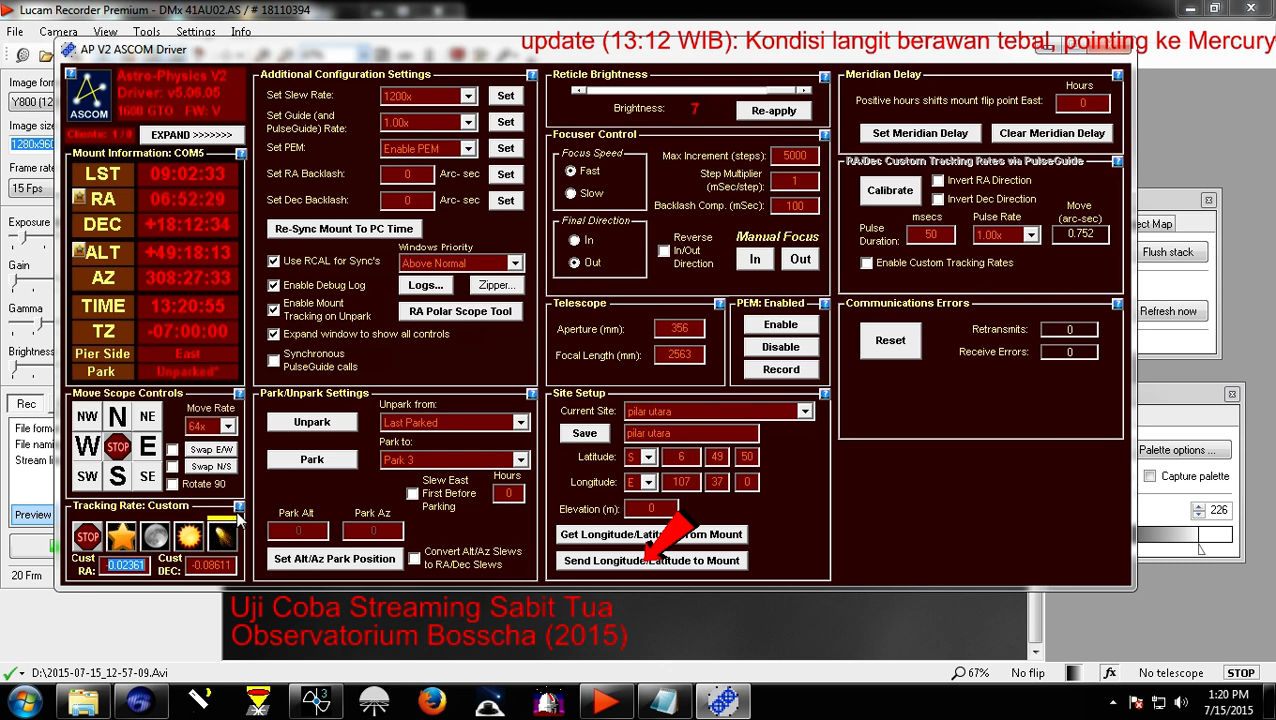 Lucam Recorder Premium - DMx 41AU02.AS / # 18110394
File View Tools Settings Info
update (13:12 WIB): Kondisi langit berawan tebal, pointing ke Mercury
AP V2 ASCOM Driver
Image form
Y800 (12
Image size
1280x960
Frame rate
15 Fps
Exposure
Gain
Gamma
Brightness
Rec
File forma
File name
Stream lis
Preview
20 Frm
ASCOM
Astro-Physics V2
Driver: v5.06.05
1600 GTO FW: V
Clients: 1 / 0
EXPAND >>>>>>>
Mount Information: COM5
LST 09:02:33
RA 06:52:29
DEC +18:12:34
ALT +49:18:13
AZ 308:27:33
TIME 13:20:55
TZ -07:00:00
Pier Side East
Park Unparked*
Move Scope Controls
NW N NE
W STOP E
SW S SE
Move Rate
64x
Swap E/W
Swap N/S
Rotate 90
Tracking Rate: Custom
STOP
Cust RA: -0.02361 Cust DEC: -0.08611
Additional Configuration Settings
Set Slew Rate: 1200x Set
Set Guide (and PulseGuide) Rate: 1.00x Set
Set PEM: Enable PEM Set
Set RA Backlash: 0 Arc- sec Set
Set Dec Backlash: 0 Arc- sec Set
Re-Sync Mount To PC Time
Windows Priority
Use RCAL for Sync's Above Normal
Enable Debug Log Logs... Zipper...
Enable Mount Tracking on Unpark RA Polar Scope Tool
Expand window to show all controls
Synchronous PulseGuide calls
Park/Unpark Settings
Unpark from:
Unpark Last Parked
Park to:
Park Park 3
Slew East First Before Parking
Hours
0
Park Alt Park Az
0 0
Set Alt/Az Park Position
Convert Alt/Az Slews to RA/Dec Slews
Reticle Brightness
Brightness: 7 Re-apply
Focuser Control
Focus Speed
Fast
Slow
Max Increment (steps): 5000
Step Multiplier (mSec/step): 1
Backlash Comp. (mSec): 100
Final Direction
In
Out
Reverse In/Out Direction
Manual Focus
In Out
Telescope
Aperture (mm): 356
Focal Length (mm): 2563
PEM: Enabled
Enable
Disable
Record
Site Setup
Current Site: pilar utara
Save pilar utara
Latitude: S 6 49 50
Longitude: E 107 37 0
Elevation (m): 0
Get Longitude/Latitude From Mount
Send Longitude/Latitude to Mount
Meridian Delay
Hours
Positive hours shifts mount flip point East: 0
Set Meridian Delay Clear Meridian Delay
RA/Dec Custom Tracking Rates via PulseGuide
Calibrate
Invert RA Direction
Invert Dec Direction
msecs Pulse Rate Move (arc-sec)
Pulse Duration: 50 1.00x 0.752
Enable Custom Tracking Rates
Communications Errors
Reset
Retransmits: 0
Receive Errors: 0
ect Map
Flush stack
Refresh now
Palette options ...
Capture palette
226
Uji Coba Streaming Sabit Tua
Observatorium Bosscha (2015)
D:\2015-07-15_12-57-09.Avi
67% No flip fx No telescope STOP
1:20 PM
7/15/2015